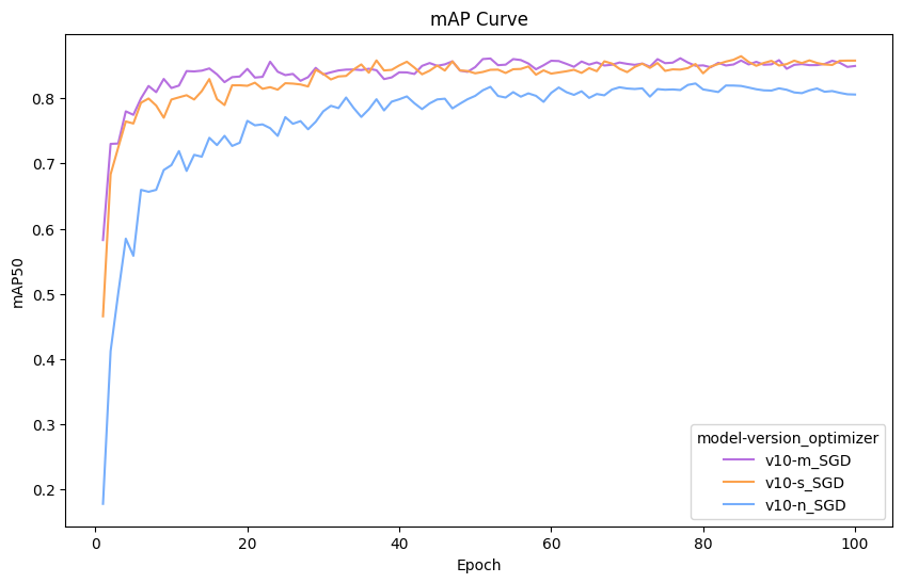 mAP Curve
mAP50
0.8
0.7
0.6
0.5
0.4
0.3
0.2
0 20 40 60 80 100
Epoch
model-version_optimizer
v10-m_SGD
v10-s_SGD
v10-n_SGD